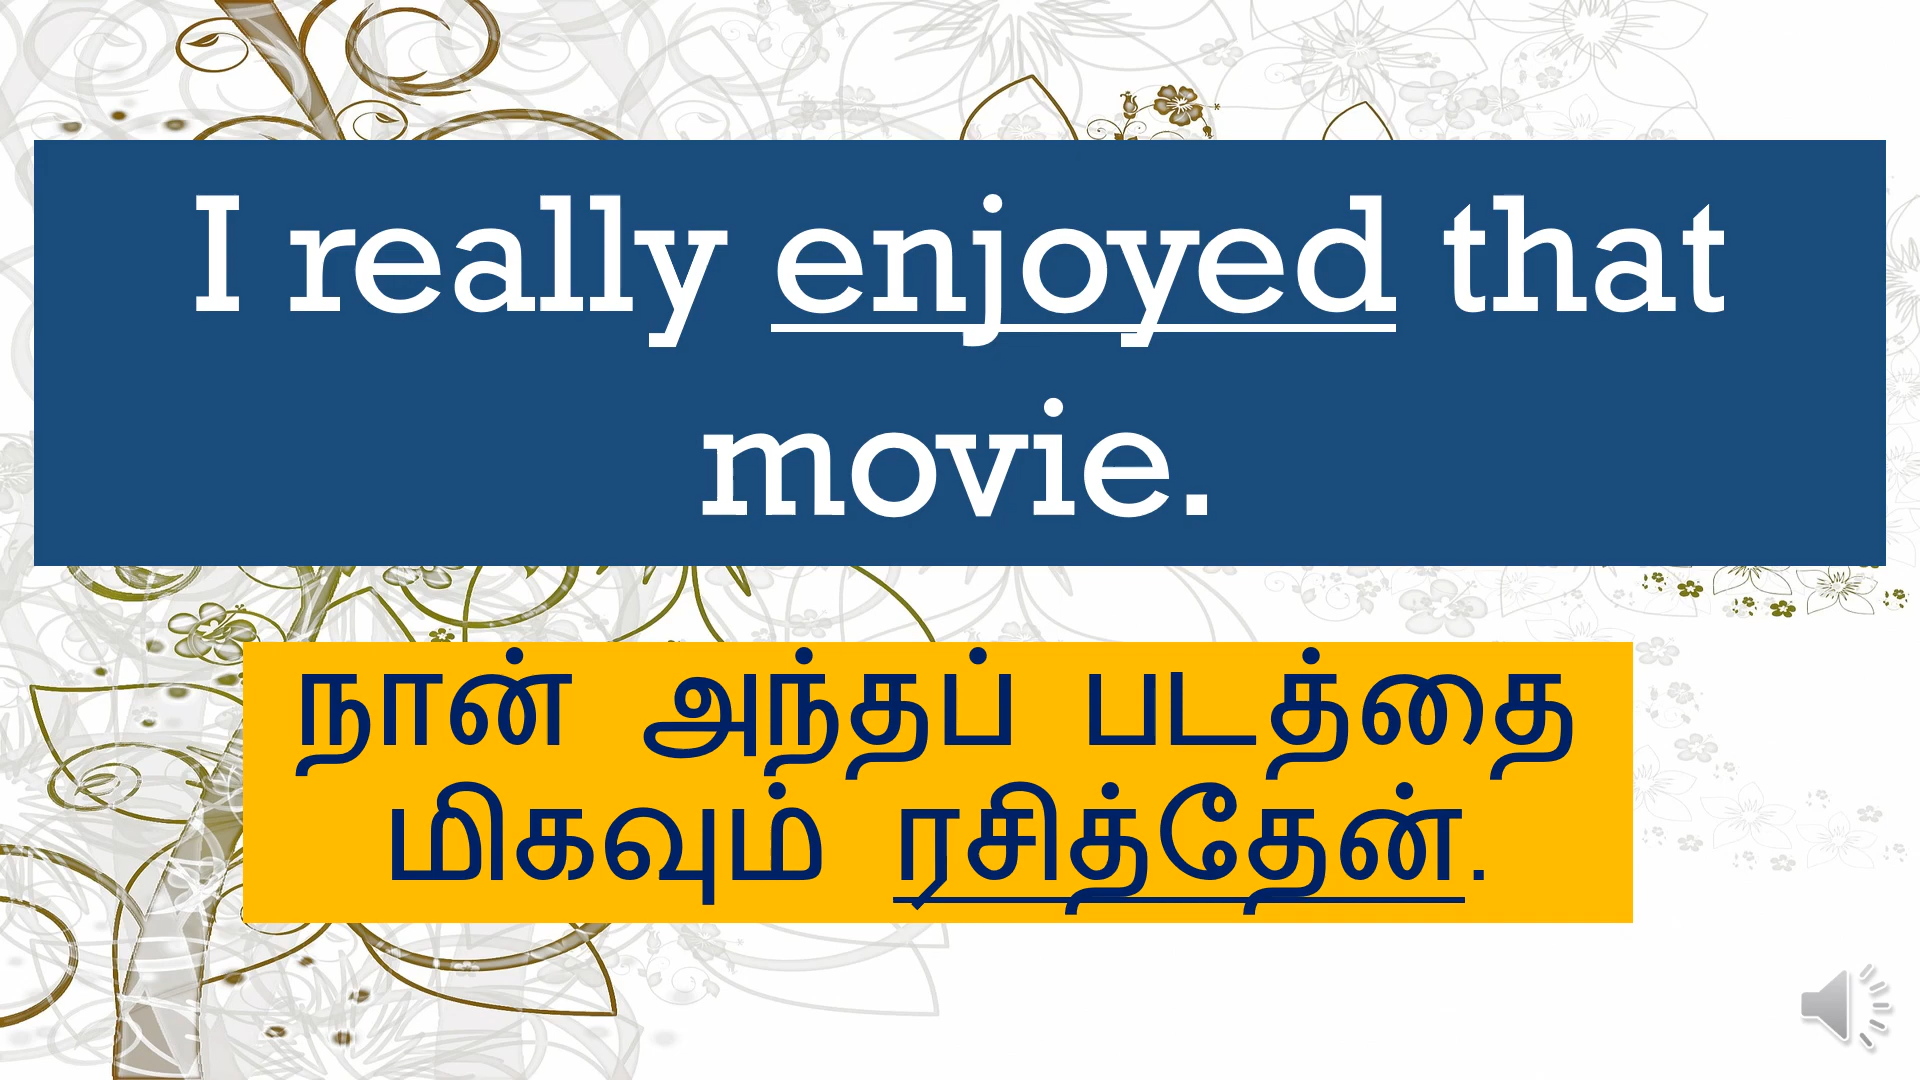 I really enjoyed that
movie.
நான் அந்தப் படத்தை
மிகவும் ரசித்தேன்.